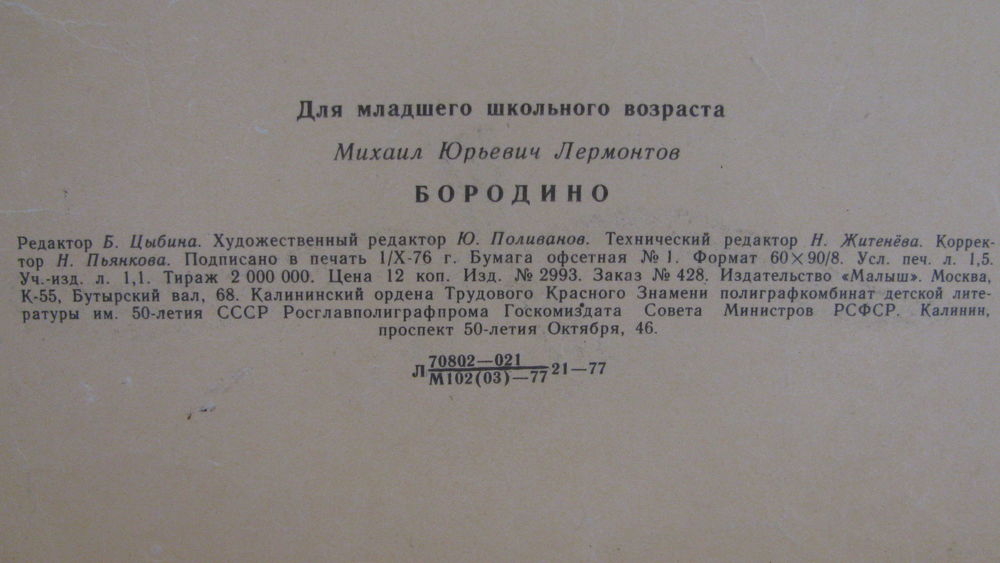 Для младшего школьного возраста
Михаил Юрьевич Лермонтов
БОРОДИНО
Редактор Б. Цыбина. Художественный редактор Ю. Поливанов. Технический редактор Н. Житенёва. Коррек-
тор Н. Пьянкова. Подписано в печать 1/X-76 г. Бумага офсетная № 1. Формат 60×90/8. Усл. печ. л. 1,5.
Уч.-изд. л. 1,1. Тираж 2 000 000. Цена 12 коп. Изд. № 2993. Заказ № 428. Издательство «Малыш». Москва,
К-55, Бутырский вал, 68. Калининский ордена Трудового Красного Знамени полиграфкомбинат детской лите-
ратуры им. 50-летия СССР Росглавполиграфпрома Госкомиздата Совета Министров РСФСР. Калинин,
проспект 50-летия Октября, 46.
Л 70802—021
М102(03)—77 21—77